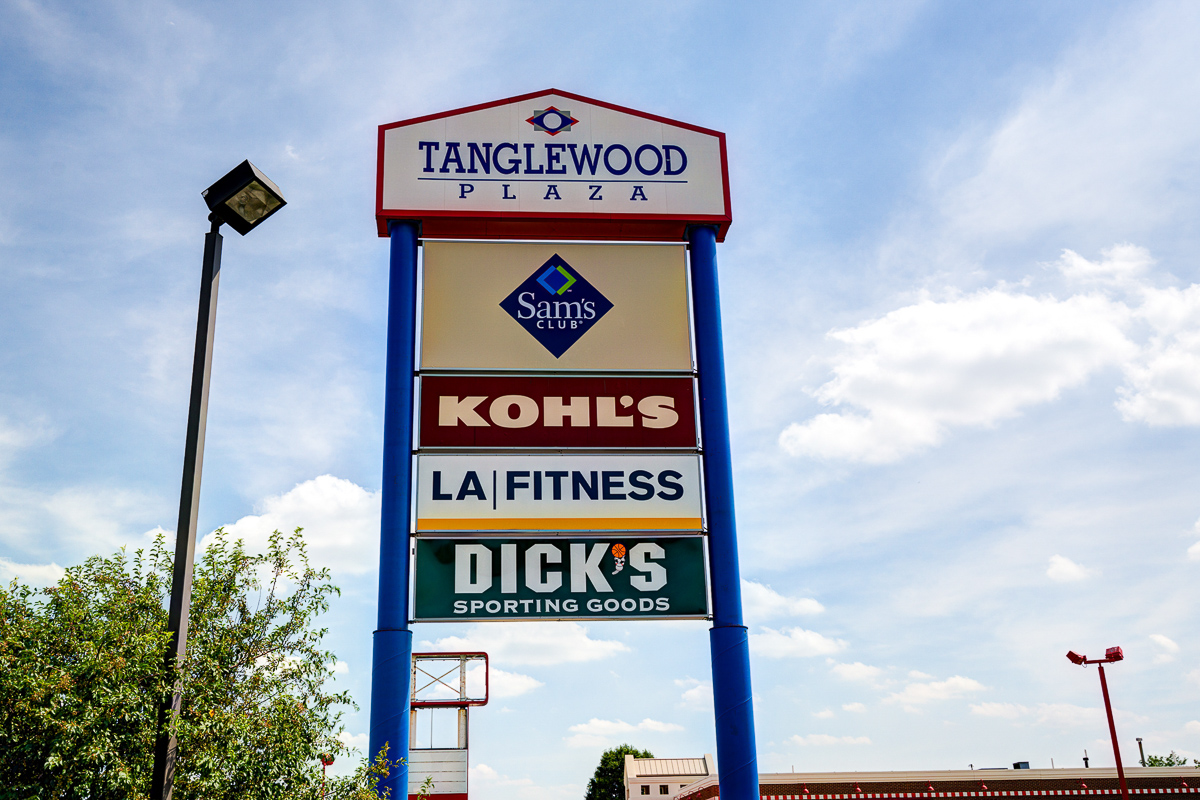 TANGLEWOOD
PLAZA
Sam's
CLUB®
KOHL'S
LA|FITNESS
DICK'S
SPORTING GOODS